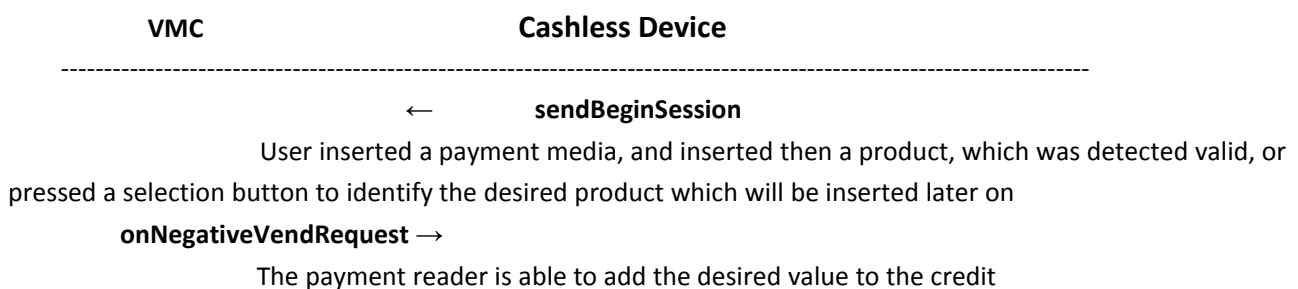 VMC Cashless Device
------------------------------------------------------------------------------------------------------------------------
← sendBeginSession
User inserted a payment media, and inserted then a product, which was detected valid, or
pressed a selection button to identify the desired product which will be inserted later on
onNegativeVendRequest →
The payment reader is able to add the desired value to the credit